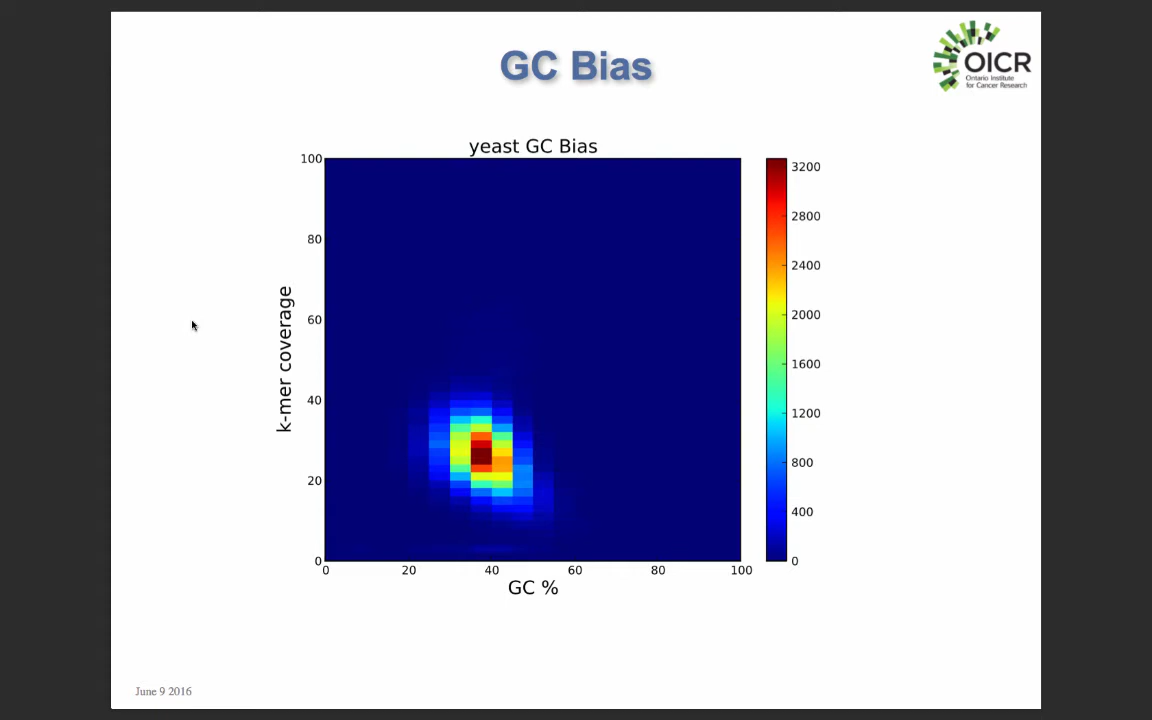 GC Bias
OICR
Ontario Institute
for Cancer Research
yeast GC Bias
100
80
60
40
20
0
k-mer coverage
0 20 40 60 80 100
GC %
3200
2800
2400
2000
1600
1200
800
400
0
June 9 2016